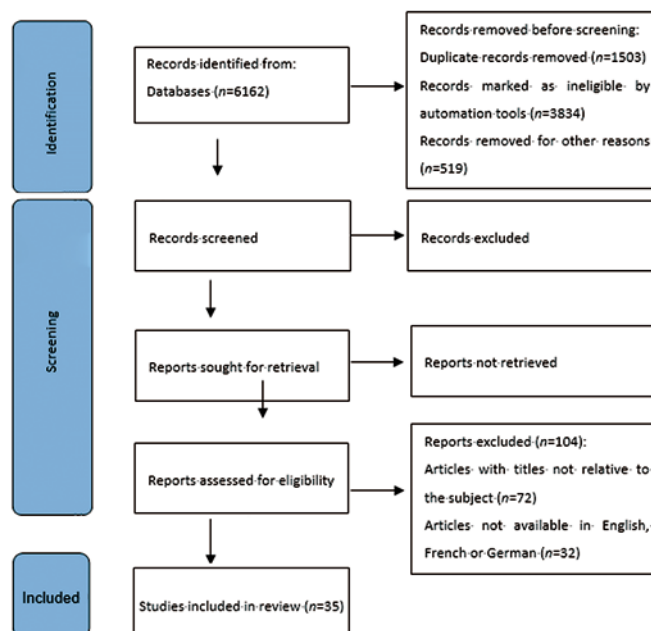 Identification
Records identified from:
Databases (n=6162)
Records removed before screening:
Duplicate records removed (n=1503)
Records marked as ineligible by
automation tools (n=3834)
Records removed for other reasons
(n=519)
Screening
Records screened
Records excluded
Reports sought for retrieval
Reports not retrieved
Reports assessed for eligibility
Reports excluded (n=104):
Articles with titles not relative to
the subject (n=72)
Articles not available in English,
French or German (n=32)
Included
Studies included in review (n=35)